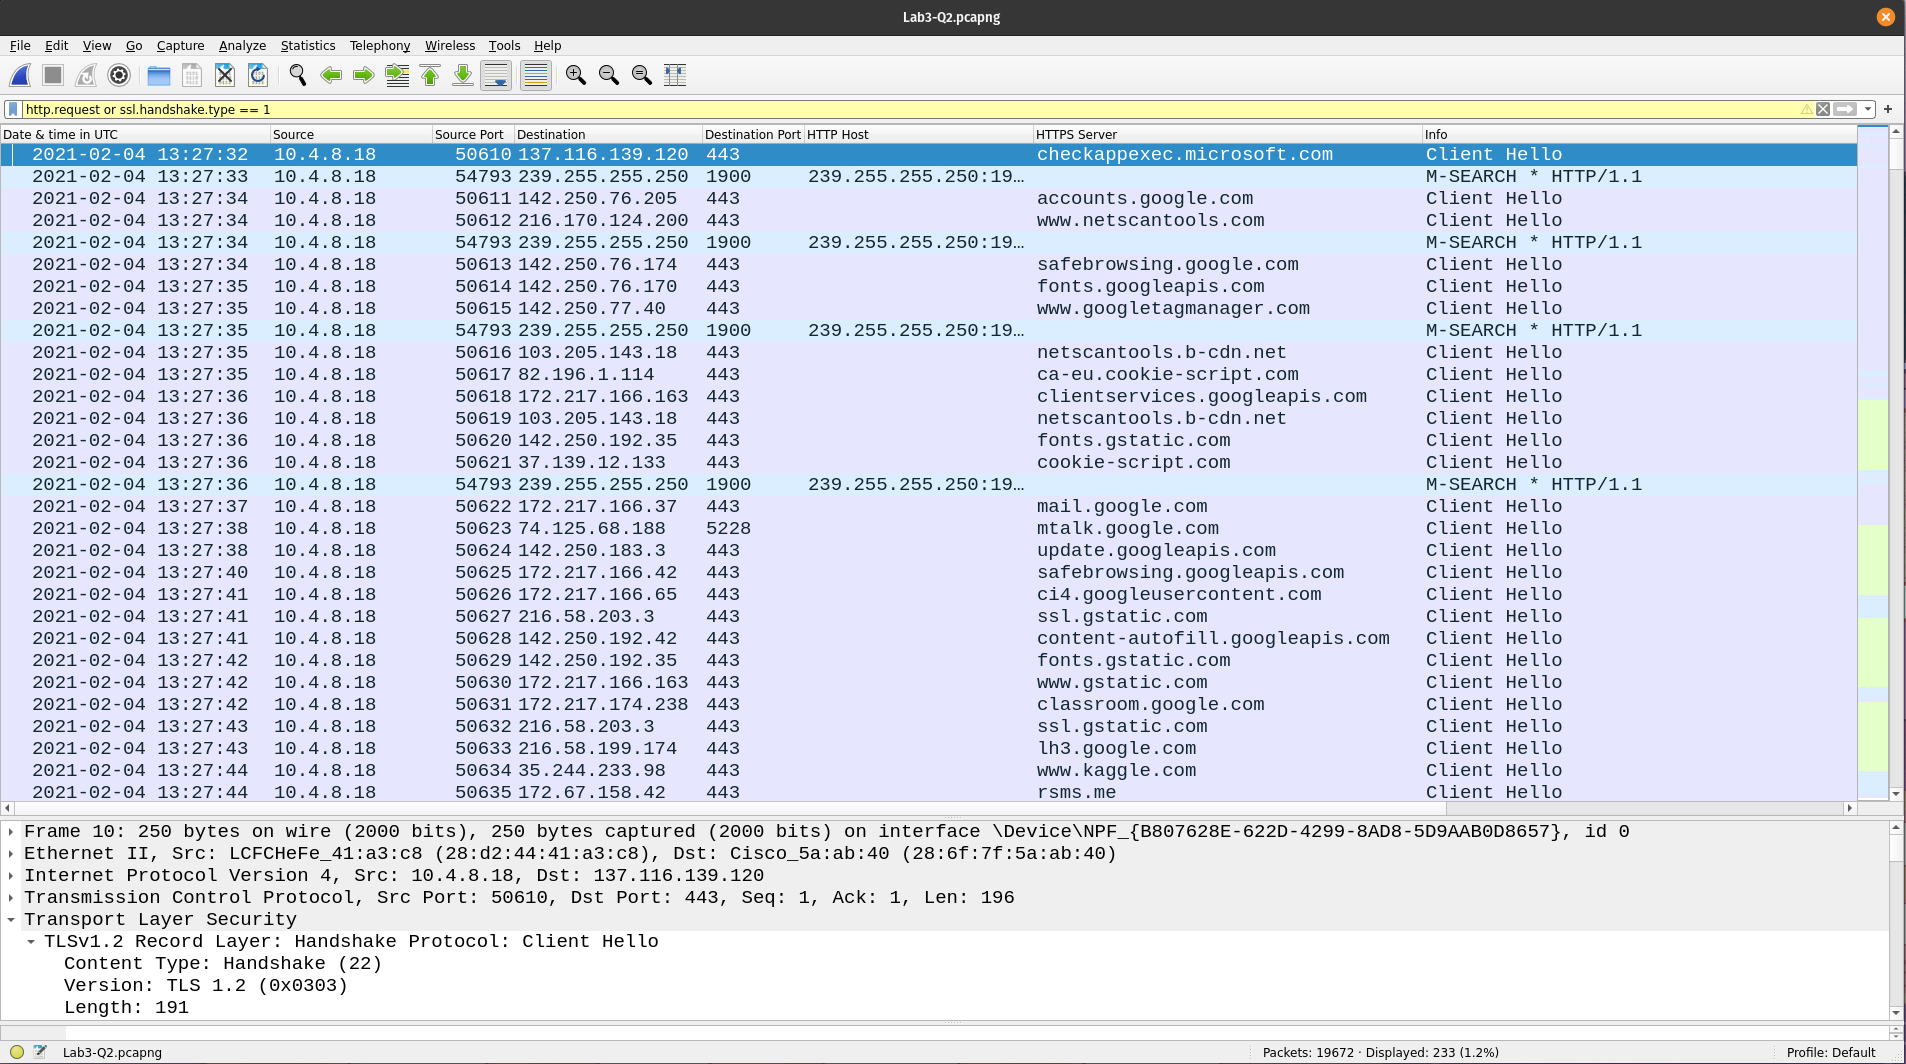 Lab3-Q2.pcapng
File Edit View Go Capture Analyze Statistics Telephony Wireless Tools Help
http.request or ssl.handshake.type == 1
Date & time in UTC Source Source Port Destination Destination Port HTTP Host HTTPS Server Info
2021-02-04 13:27:32 10.4.8.18 50610 137.116.139.120 443 checkappexec.microsoft.com Client Hello
2021-02-04 13:27:33 10.4.8.18 54793 239.255.255.250 1900 239.255.255.250:19… M-SEARCH * HTTP/1.1
2021-02-04 13:27:34 10.4.8.18 50611 142.250.76.205 443 accounts.google.com Client Hello
2021-02-04 13:27:34 10.4.8.18 50612 216.170.124.200 443 www.netscantools.com Client Hello
2021-02-04 13:27:34 10.4.8.18 54793 239.255.255.250 1900 239.255.255.250:19… M-SEARCH * HTTP/1.1
2021-02-04 13:27:34 10.4.8.18 50613 142.250.76.174 443 safebrowsing.google.com Client Hello
2021-02-04 13:27:35 10.4.8.18 50614 142.250.76.170 443 fonts.googleapis.com Client Hello
2021-02-04 13:27:35 10.4.8.18 50615 142.250.77.40 443 www.googletagmanager.com Client Hello
2021-02-04 13:27:35 10.4.8.18 54793 239.255.255.250 1900 239.255.255.250:19… M-SEARCH * HTTP/1.1
2021-02-04 13:27:35 10.4.8.18 50616 103.205.143.18 443 netscantools.b-cdn.net Client Hello
2021-02-04 13:27:35 10.4.8.18 50617 82.196.1.114 443 ca-eu.cookie-script.com Client Hello
2021-02-04 13:27:36 10.4.8.18 50618 172.217.166.163 443 clientservices.googleapis.com Client Hello
2021-02-04 13:27:36 10.4.8.18 50619 103.205.143.18 443 netscantools.b-cdn.net Client Hello
2021-02-04 13:27:36 10.4.8.18 50620 142.250.192.35 443 fonts.gstatic.com Client Hello
2021-02-04 13:27:36 10.4.8.18 50621 37.139.12.133 443 cookie-script.com Client Hello
2021-02-04 13:27:36 10.4.8.18 54793 239.255.255.250 1900 239.255.255.250:19… M-SEARCH * HTTP/1.1
2021-02-04 13:27:37 10.4.8.18 50622 172.217.166.37 443 mail.google.com Client Hello
2021-02-04 13:27:38 10.4.8.18 50623 74.125.68.188 5228 mtalk.google.com Client Hello
2021-02-04 13:27:38 10.4.8.18 50624 142.250.183.3 443 update.googleapis.com Client Hello
2021-02-04 13:27:40 10.4.8.18 50625 172.217.166.42 443 safebrowsing.googleapis.com Client Hello
2021-02-04 13:27:41 10.4.8.18 50626 172.217.166.65 443 ci4.googleusercontent.com Client Hello
2021-02-04 13:27:41 10.4.8.18 50627 216.58.203.3 443 ssl.gstatic.com Client Hello
2021-02-04 13:27:41 10.4.8.18 50628 142.250.192.42 443 content-autofill.googleapis.com Client Hello
2021-02-04 13:27:42 10.4.8.18 50629 142.250.192.35 443 fonts.gstatic.com Client Hello
2021-02-04 13:27:42 10.4.8.18 50630 172.217.166.163 443 www.gstatic.com Client Hello
2021-02-04 13:27:42 10.4.8.18 50631 172.217.174.238 443 classroom.google.com Client Hello
2021-02-04 13:27:43 10.4.8.18 50632 216.58.203.3 443 ssl.gstatic.com Client Hello
2021-02-04 13:27:43 10.4.8.18 50633 216.58.199.174 443 lh3.google.com Client Hello
2021-02-04 13:27:44 10.4.8.18 50634 35.244.233.98 443 www.kaggle.com Client Hello
2021-02-04 13:27:44 10.4.8.18 50635 172.67.158.42 443 rsms.me Client Hello
Frame 10: 250 bytes on wire (2000 bits), 250 bytes captured (2000 bits) on interface \Device\NPF_{B807628E-622D-4299-8AD8-5D9AAB0D8657}, id 0
Ethernet II, Src: LCFCHeFe_41:a3:c8 (28:d2:44:41:a3:c8), Dst: Cisco_5a:ab:40 (28:6f:7f:5a:ab:40)
Internet Protocol Version 4, Src: 10.4.8.18, Dst: 137.116.139.120
Transmission Control Protocol, Src Port: 50610, Dst Port: 443, Seq: 1, Ack: 1, Len: 196
Transport Layer Security
TLSv1.2 Record Layer: Handshake Protocol: Client Hello
Content Type: Handshake (22)
Version: TLS 1.2 (0x0303)
Length: 191
Lab3-Q2.pcapng Packets: 19672 · Displayed: 233 (1.2%) Profile: Default